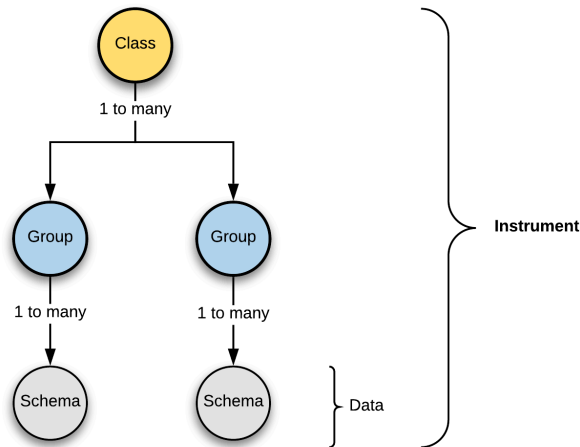 Class
1 to many
Instrument
Group
Group
1 to many
1 to many
Schema
Schema
Data